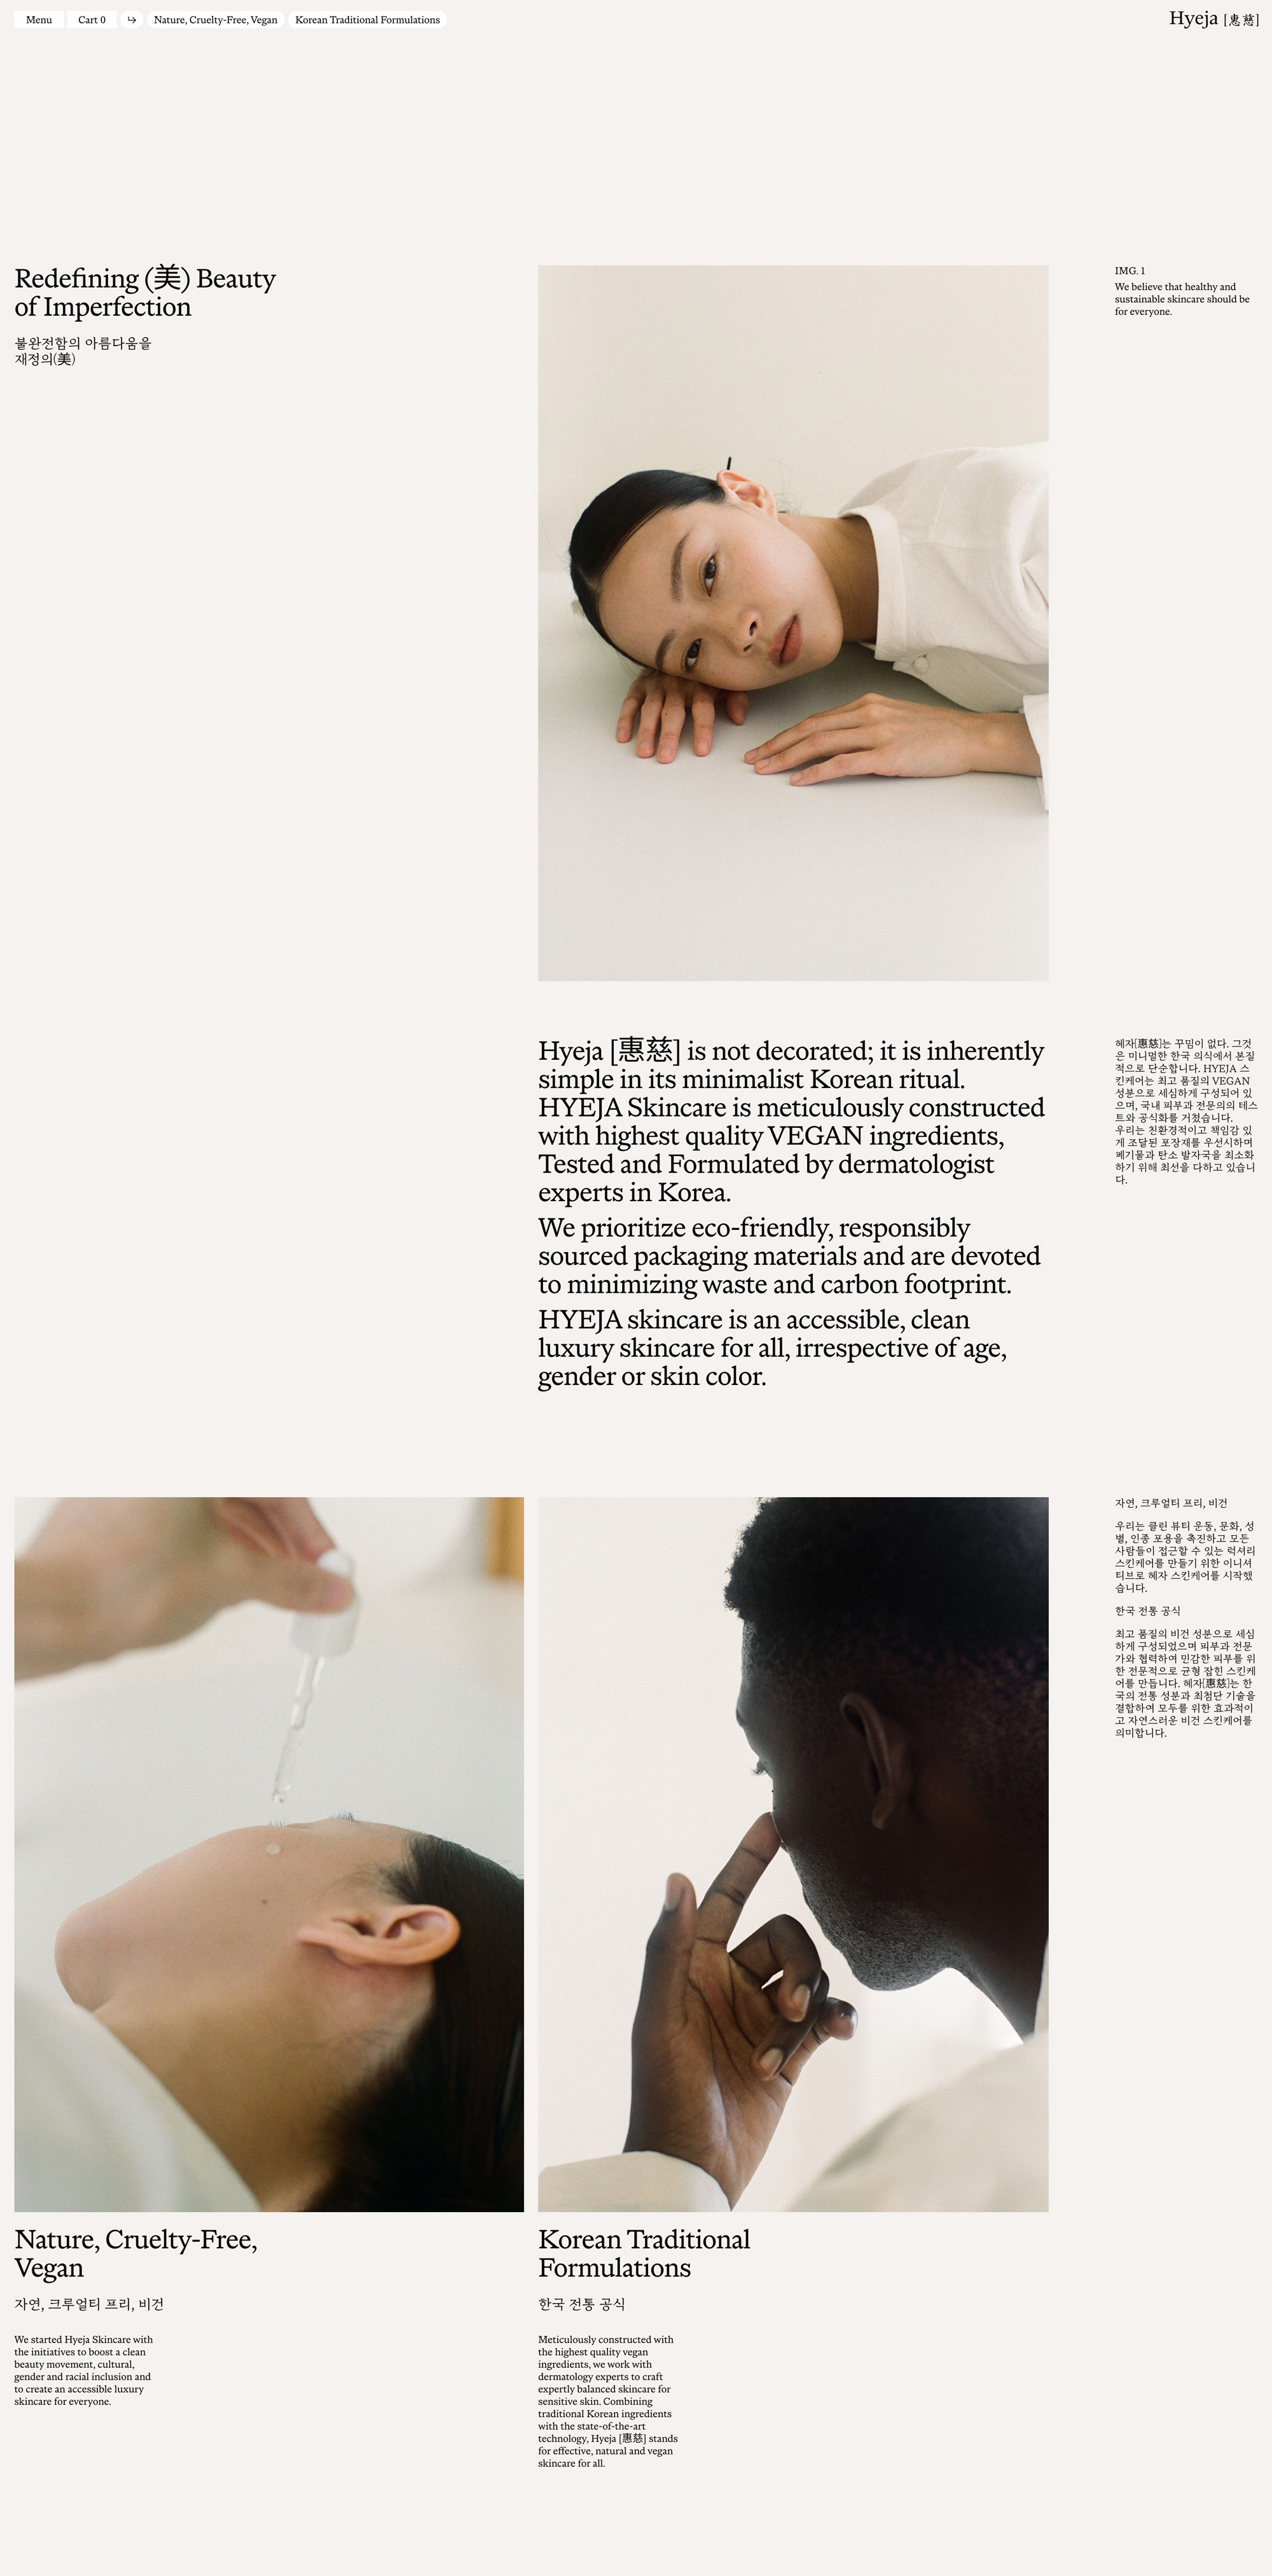 Menu
Cart 0
↳
Nature, Cruelty-Free, Vegan
Korean Traditional Formulations
Hyeja [惠慈]
Redefining (美) Beauty
of Imperfection
불완전함의 아름다움을
재정의(美)
IMG. 1
We believe that healthy and
sustainable skincare should be
for everyone.
Hyeja [惠慈] is not decorated; it is inherently
simple in its minimalist Korean ritual.
HYEJA Skincare is meticulously constructed
with highest quality VEGAN ingredients,
Tested and Formulated by dermatologist
experts in Korea.
We prioritize eco-friendly, responsibly
sourced packaging materials and are devoted
to minimizing waste and carbon footprint.
HYEJA skincare is an accessible, clean
luxury skincare for all, irrespective of age,
gender or skin color.
혜자[惠慈]는 꾸밈이 없다. 그것
은 미니멀한 한국 의식에서 본질
적으로 단순합니다. HYEJA 스
킨케어는 최고 품질의 VEGAN
성분으로 세심하게 구성되어 있
으며, 국내 피부과 전문의의 테스
트와 공식화를 거쳤습니다.
우리는 친환경적이고 책임감 있
게 조달된 포장재를 우선시하며
폐기물과 탄소 발자국을 최소화
하기 위해 최선을 다하고 있습니
다.
자연, 크루얼티 프리, 비건
우리는 클린 뷰티 운동, 문화, 성
별, 인종 포용을 촉진하고 모든
사람들이 접근할 수 있는 럭셔리
스킨케어를 만들기 위한 이니셔
티브로 혜자 스킨케어를 시작했
습니다.
한국 전통 공식
최고 품질의 비건 성분으로 세심
하게 구성되었으며 피부과 전문
가와 협력하여 민감한 피부를 위
한 전문적으로 균형 잡힌 스킨케
어를 만듭니다. 혜자[惠慈]는 한
국의 전통 성분과 최첨단 기술을
결합하여 모두를 위한 효과적이
고 자연스러운 비건 스킨케어를
의미합니다.
Nature, Cruelty-Free,
Vegan
자연, 크루얼티 프리, 비건
We started Hyeja Skincare with
the initiatives to boost a clean
beauty movement, cultural,
gender and racial inclusion and
to create an accessible luxury
skincare for everyone.
Korean Traditional
Formulations
한국 전통 공식
Meticulously constructed with
the highest quality vegan
ingredients, we work with
dermatology experts to craft
expertly balanced skincare for
sensitive skin. Combining
traditional Korean ingredients
with the state-of-the-art
technology, Hyeja [惠慈] stands
for effective, natural and vegan
skincare for all.